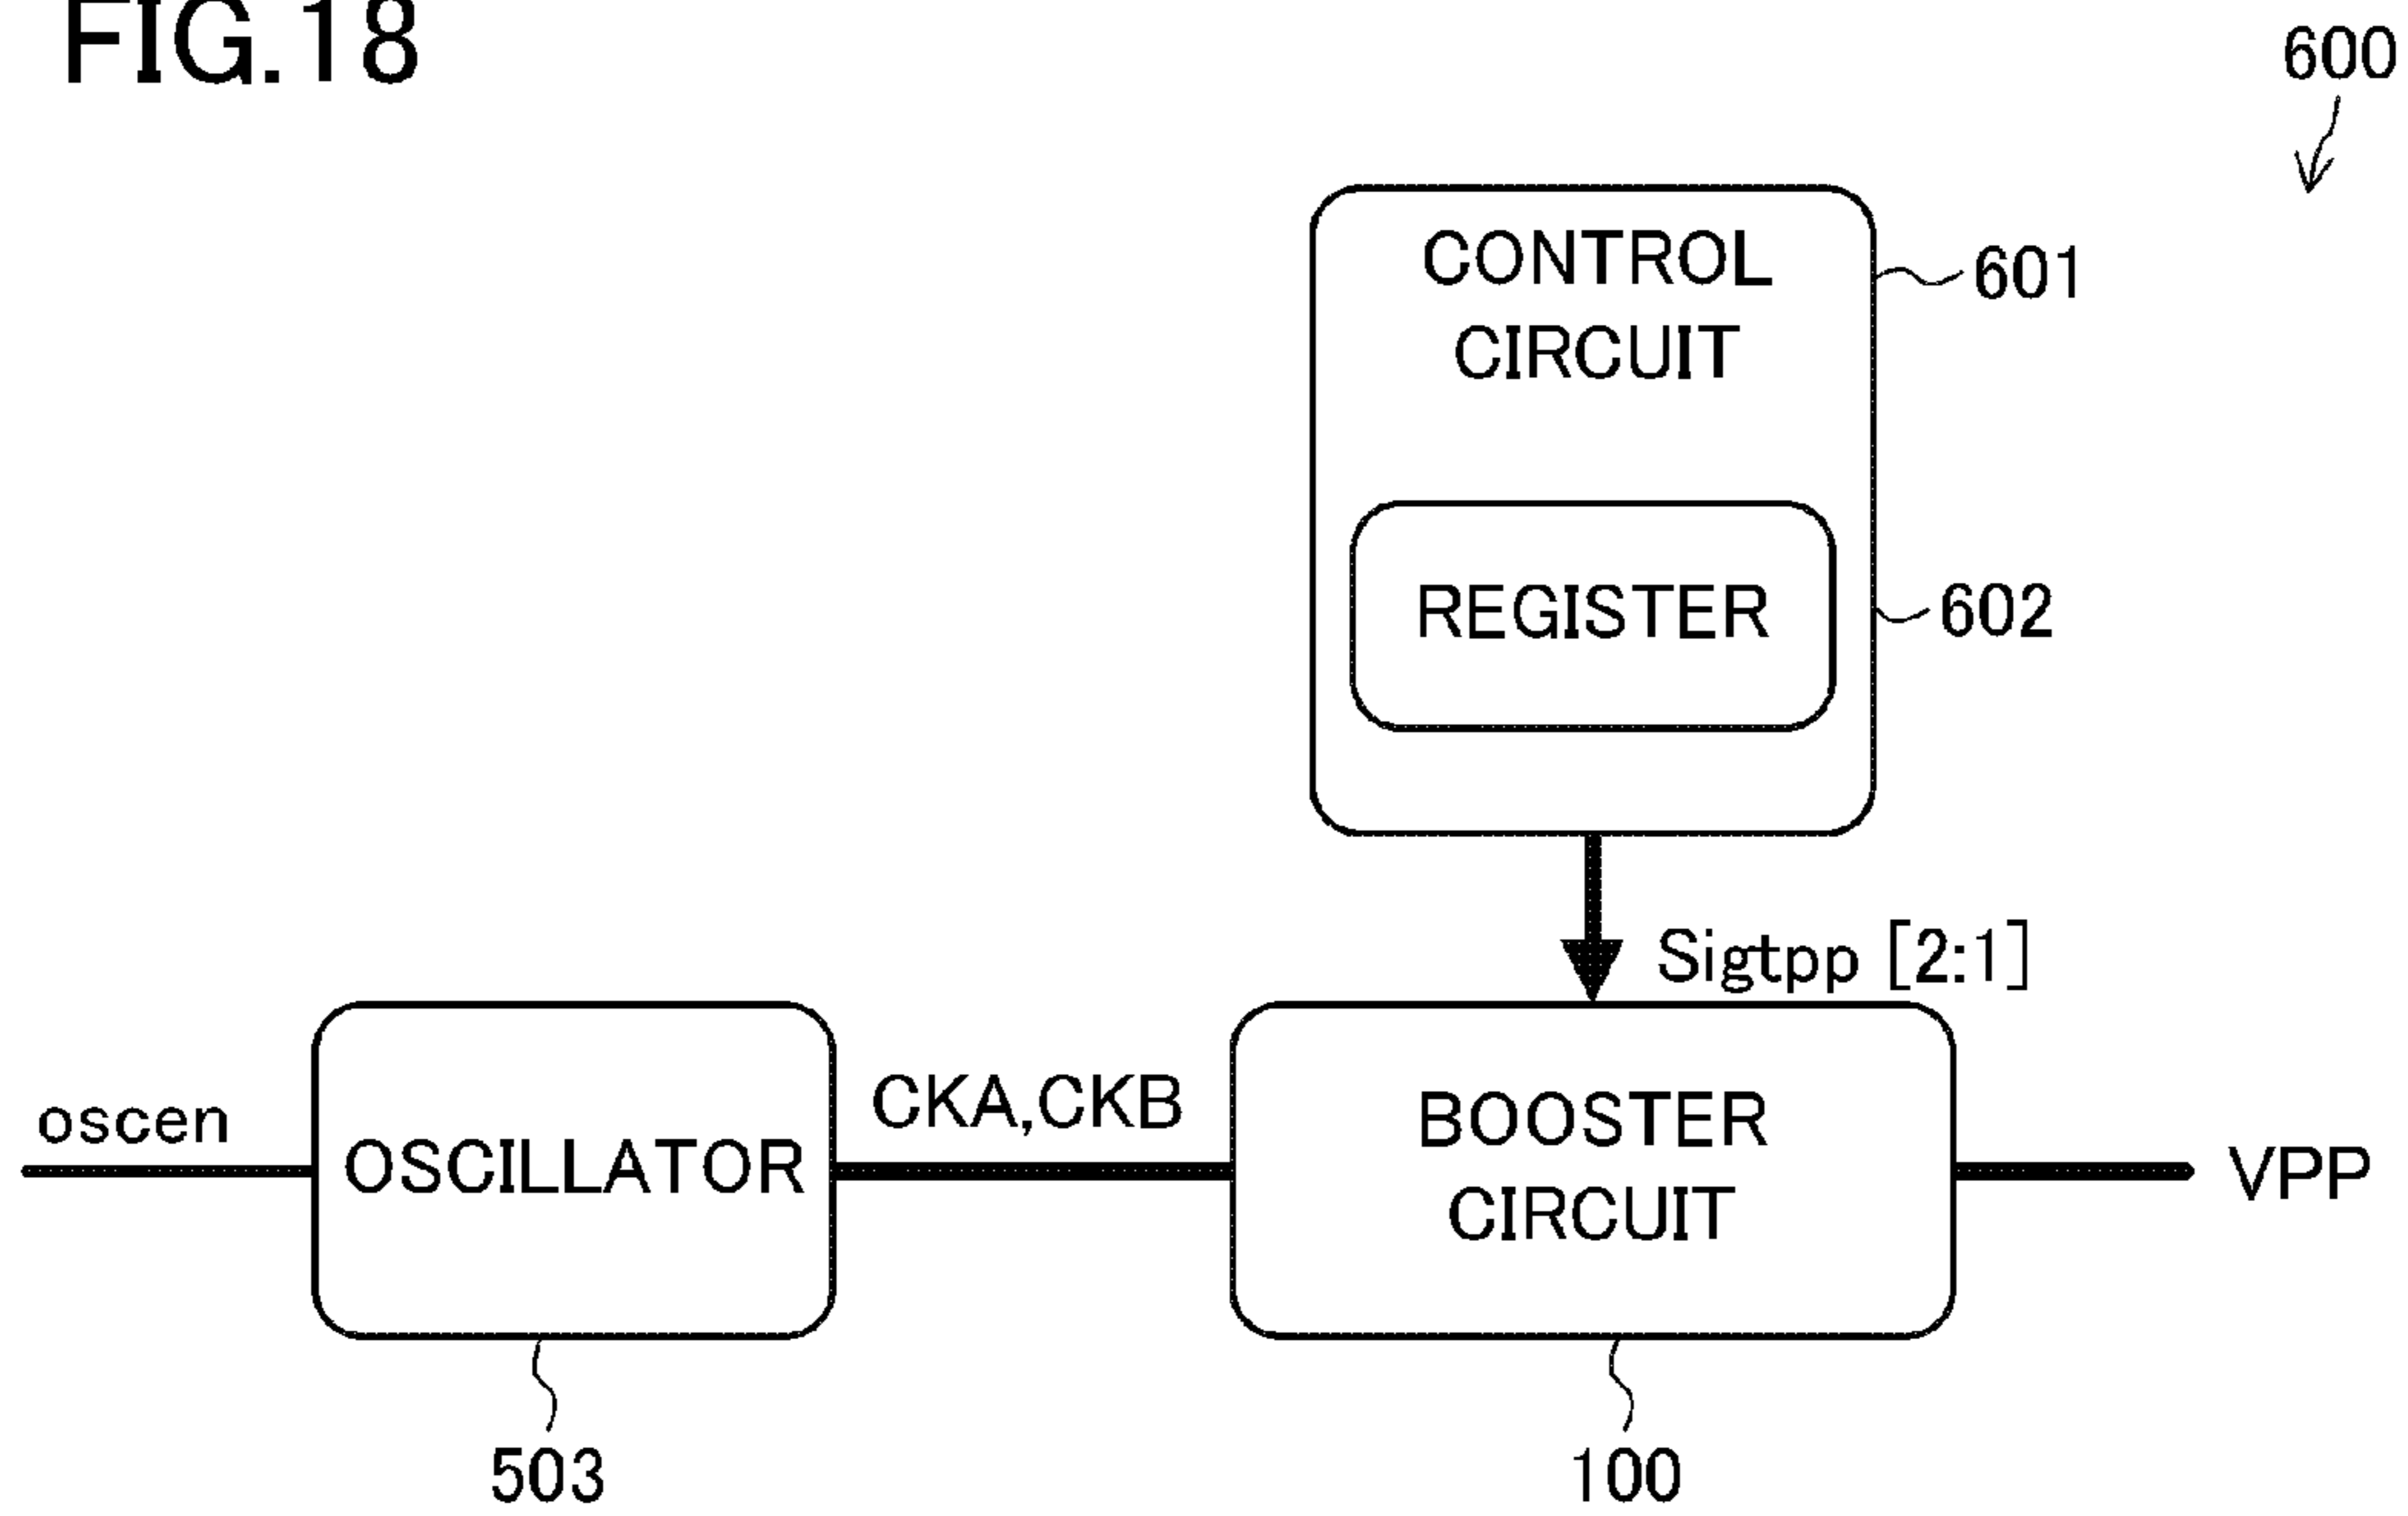 FIG.18
600
CONTROL
CIRCUIT
601
REGISTER
602
Sigtpp [2:1]
oscen
OSCILLATOR
CKA,CKB
BOOSTER
CIRCUIT
VPP
503
100